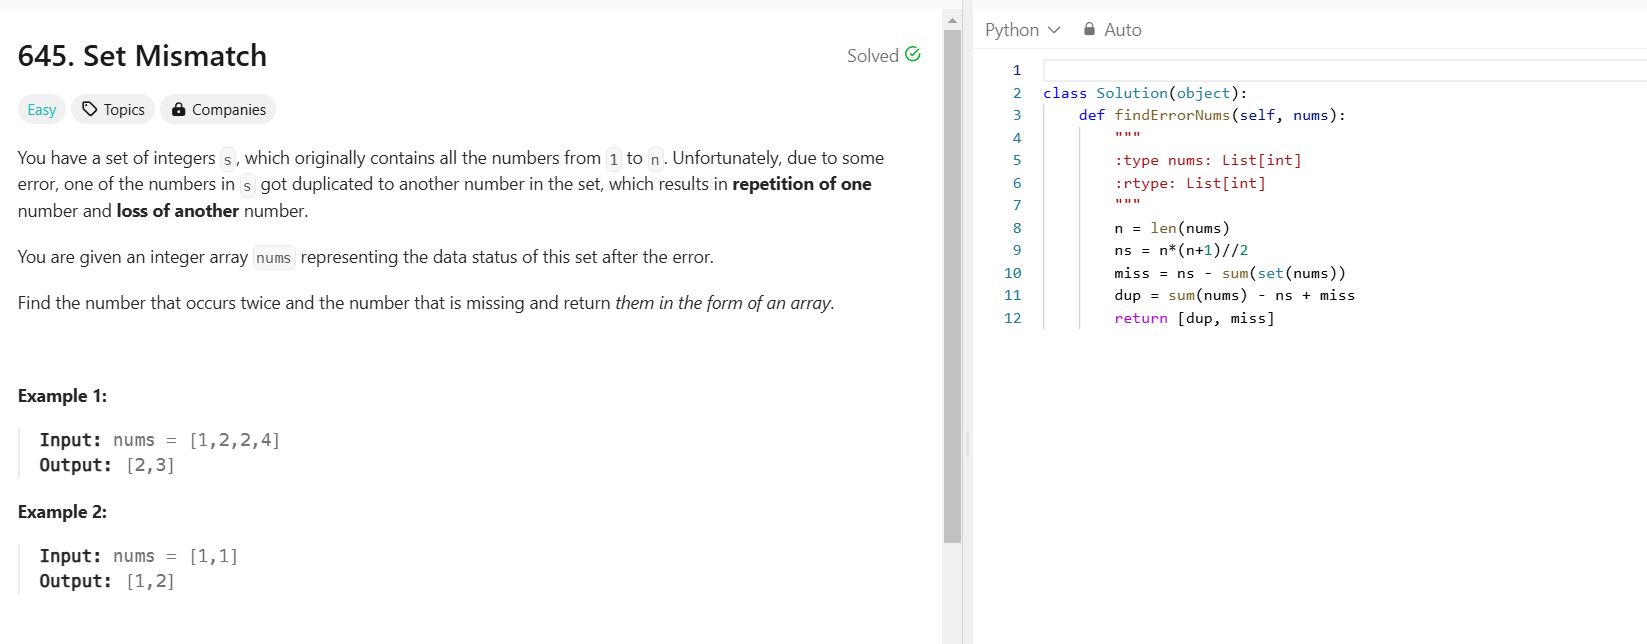 645. Set Mismatch
Solved
Easy
Topics
Companies
You have a set of integers s, which originally contains all the numbers from 1 to n. Unfortunately, due to some
error, one of the numbers in s got duplicated to another number in the set, which results in repetition of one
number and loss of another number.
You are given an integer array nums representing the data status of this set after the error.
Find the number that occurs twice and the number that is missing and return them in the form of an array.
Example 1:
Input: nums = [1,2,2,4]
Output: [2,3]
Example 2:
Input: nums = [1,1]
Output: [1,2]
Python
Auto
1
2 class Solution(object):
3     def findErrorNums(self, nums):
4         """
5         :type nums: List[int]
6         :rtype: List[int]
7         """
8         n = len(nums)
9         ns = n*(n+1)//2
10         miss = ns - sum(set(nums))
11         dup = sum(nums) - ns + miss
12         return [dup, miss]